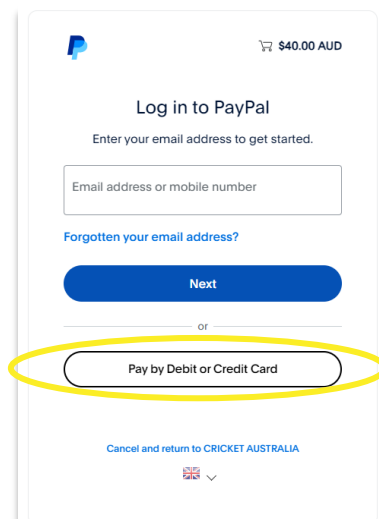 $40.00 AUD
Log in to PayPal
Enter your email address to get started.
Email address or mobile number
Forgotten your email address?
Next
or
Pay by Debit or Credit Card
Cancel and return to CRICKET AUSTRALIA